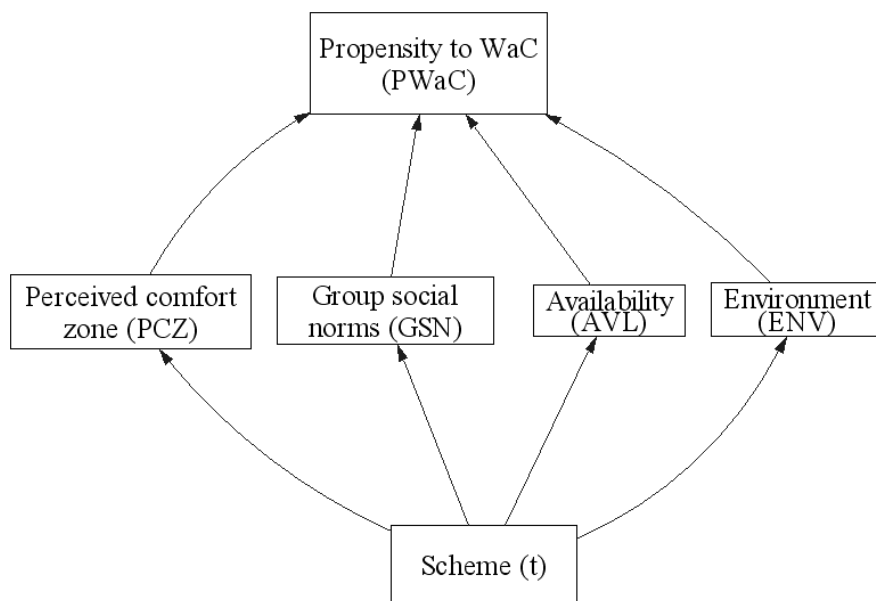 Propensity to WaC
(PWaC)
Perceived comfort
zone (PCZ)
Group social
norms (GSN)
Availability
(AVL)
Environment
(ENV)
Scheme (t)